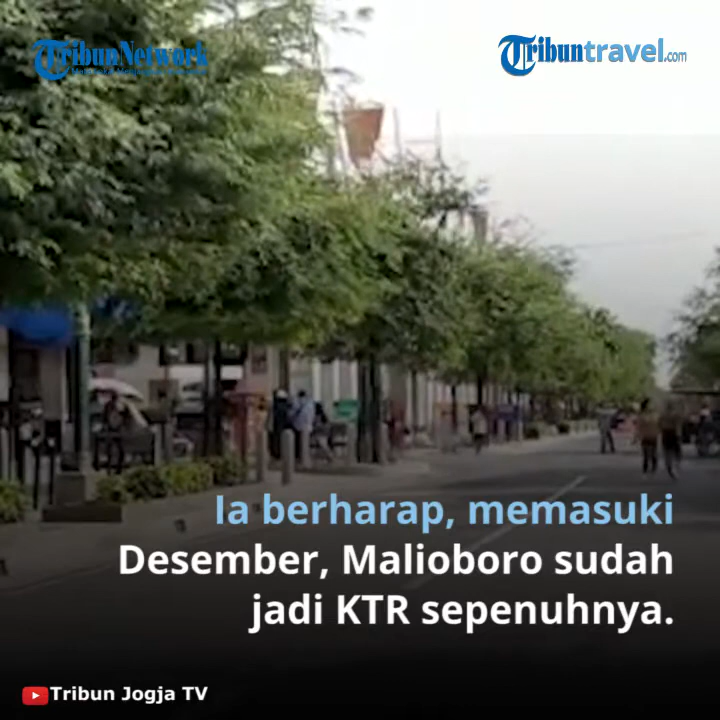 TribunNetwork
Tribuntravel.com
Ia berharap, memasuki
Desember, Malioboro sudah
jadi KTR sepenuhnya.
Tribun Jogja TV